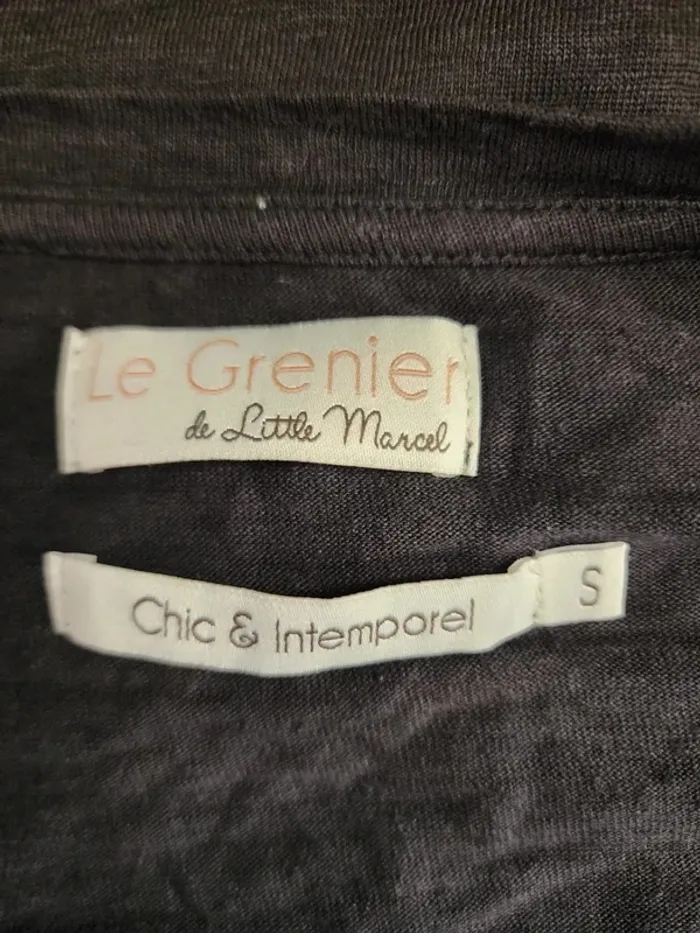 Le Grenier
de Little Marcel
Chic & Intemporel
S